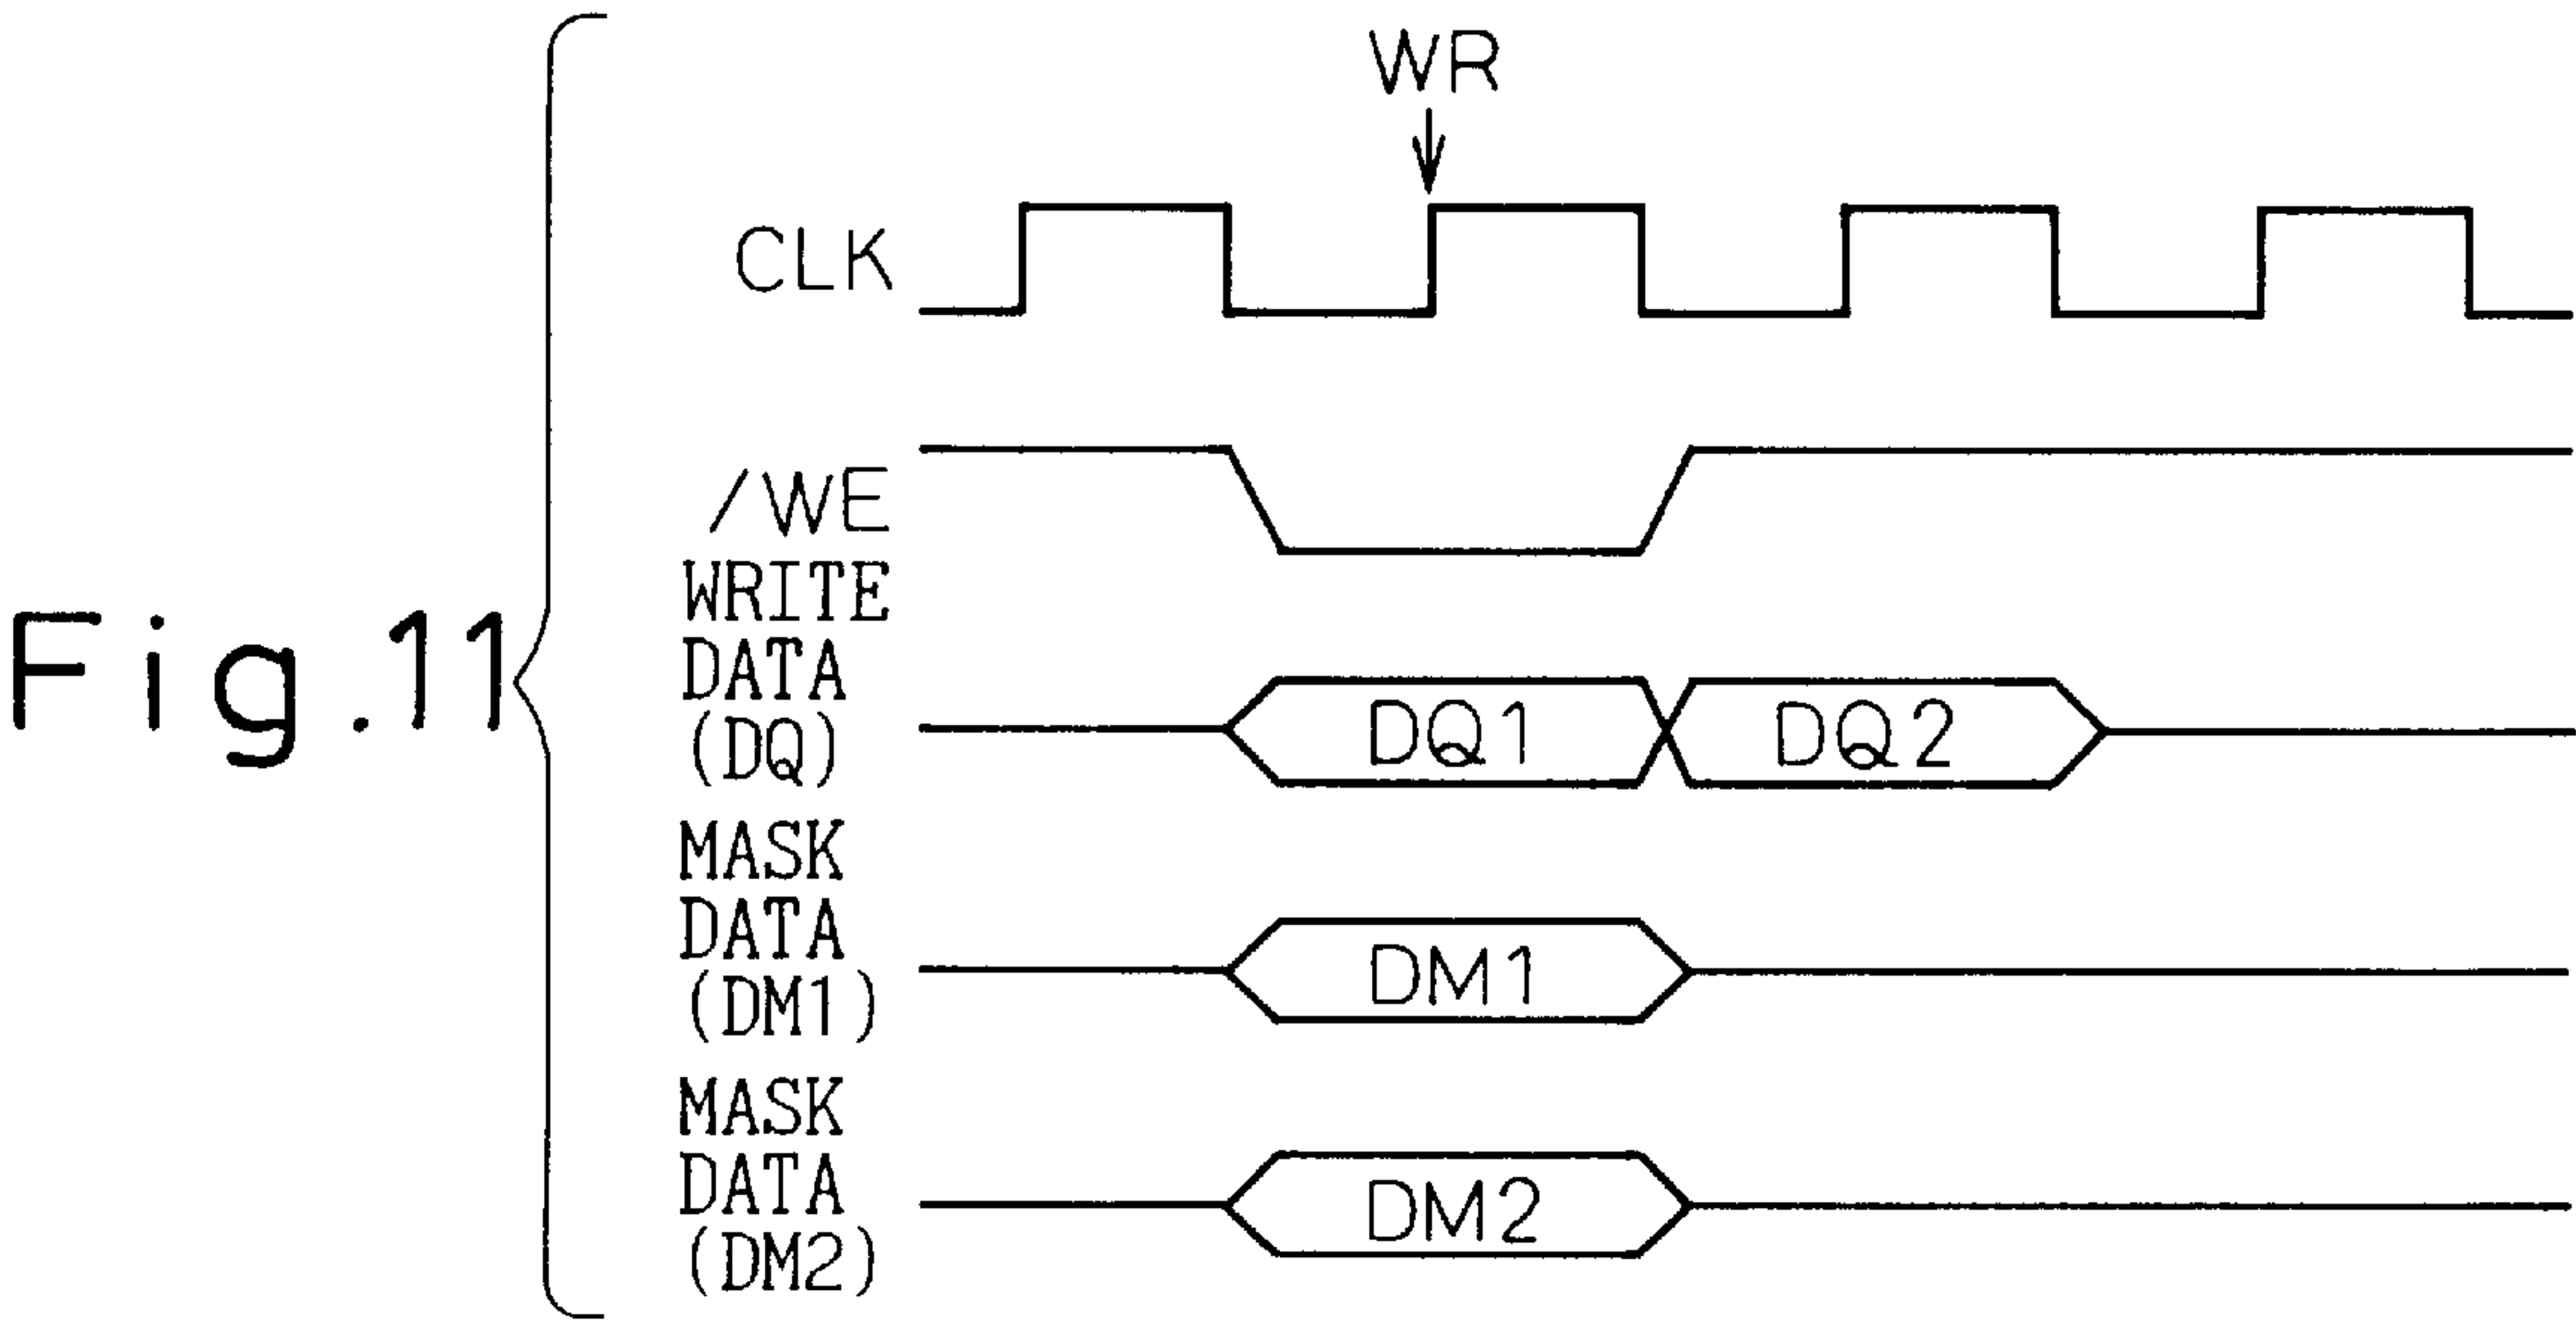 Fig.11
WR
CLK
/WE
WRITE
DATA
(DQ)
DQ1
DQ2
MASK
DATA
(DM1)
DM1
MASK
DATA
(DM2)
DM2